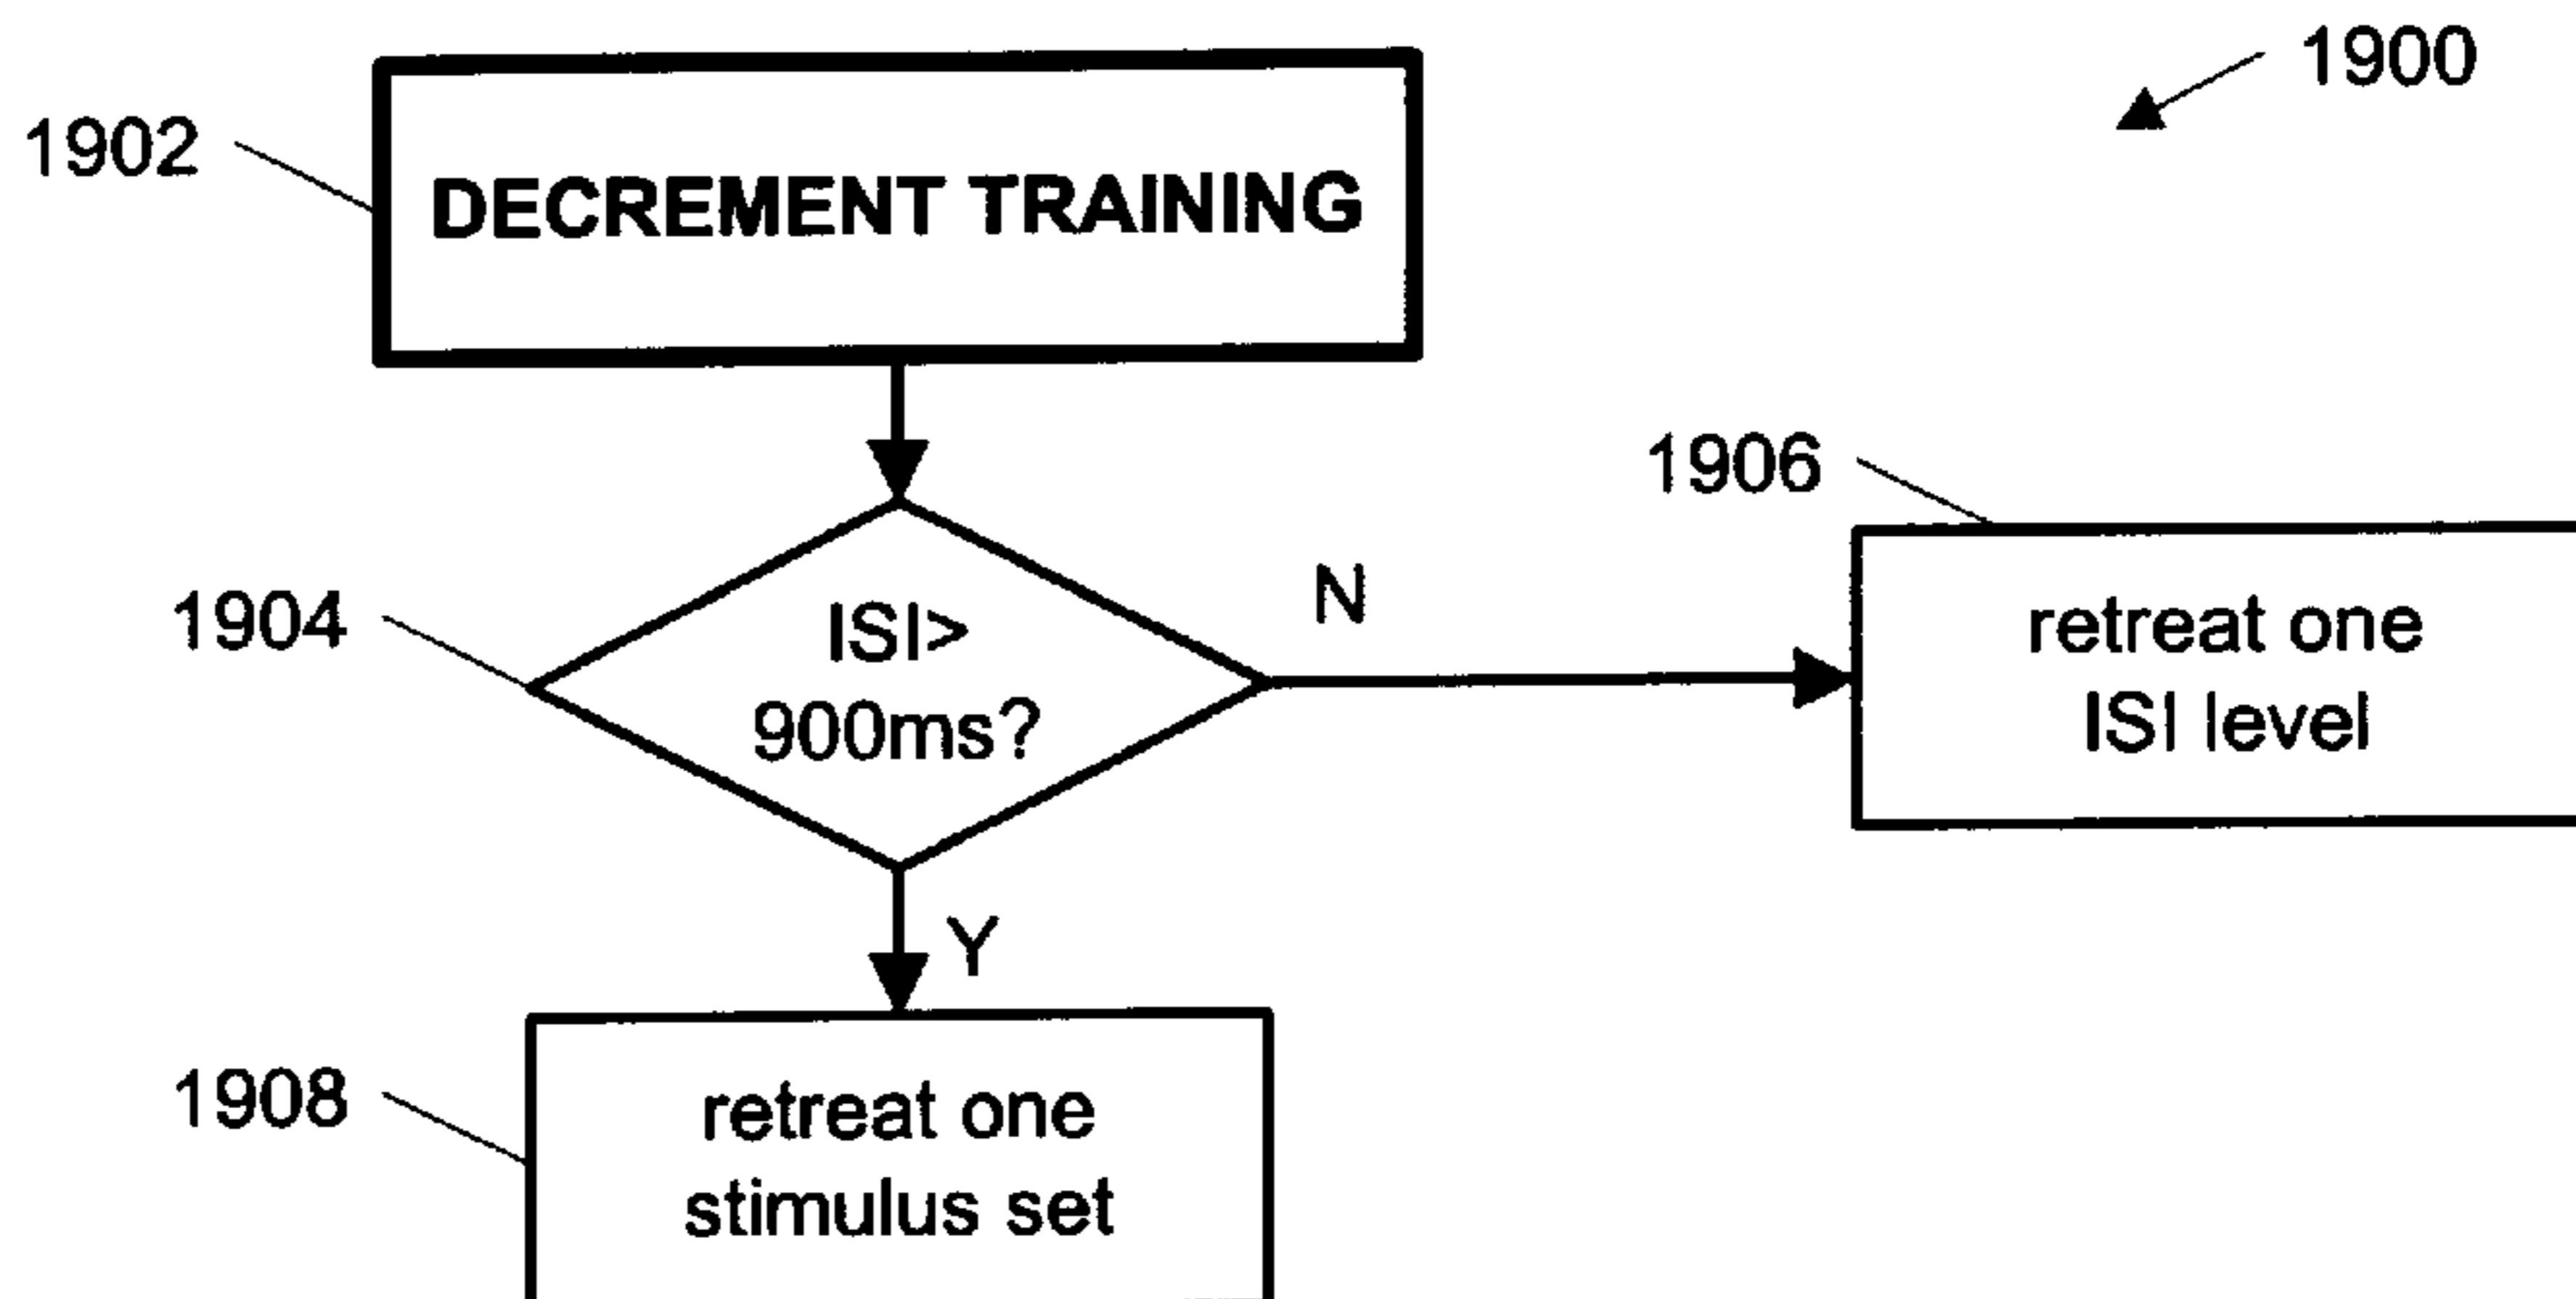 1900
1902
DECREMENT TRAINING
1906
1904
ISI>
900ms?
N
retreat one
ISI level
Y
1908
retreat one
stimulus set